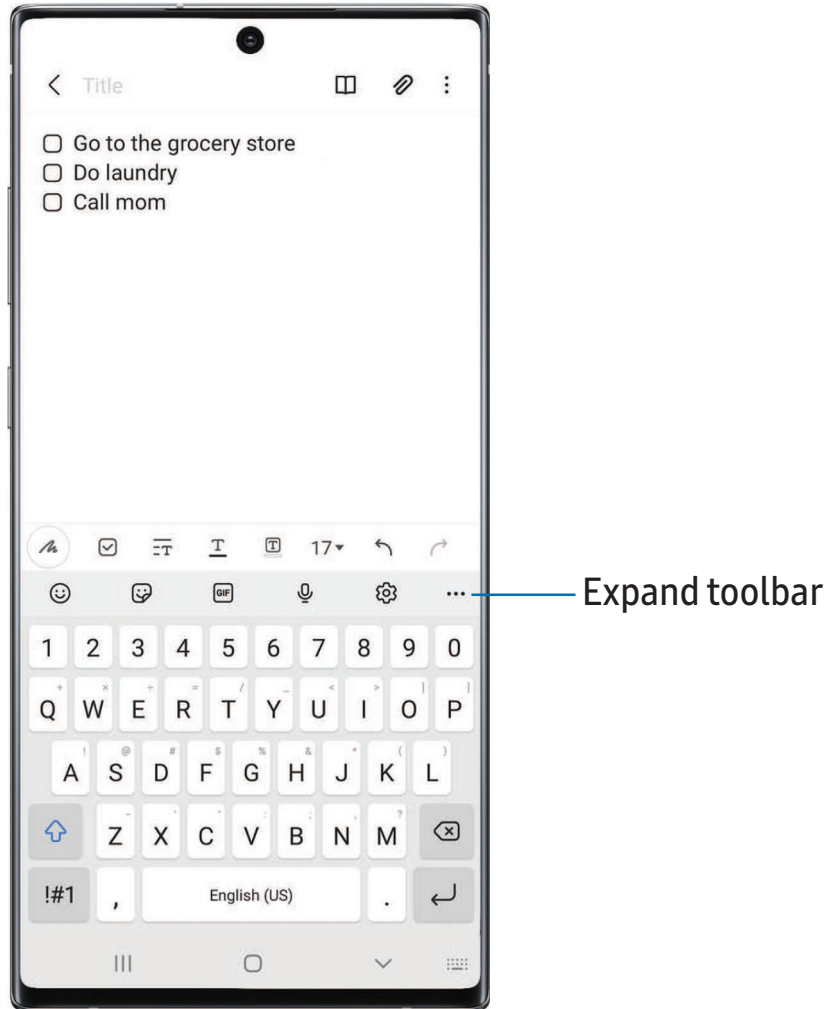 Title
Go to the grocery store
Do laundry
Call mom
17
GIF
Expand toolbar
1 2 3 4 5 6 7 8 9 0
Q W E R T Y U I O P
A S D F G H J K L
Z X C V B N M
!#1 , English (US) .